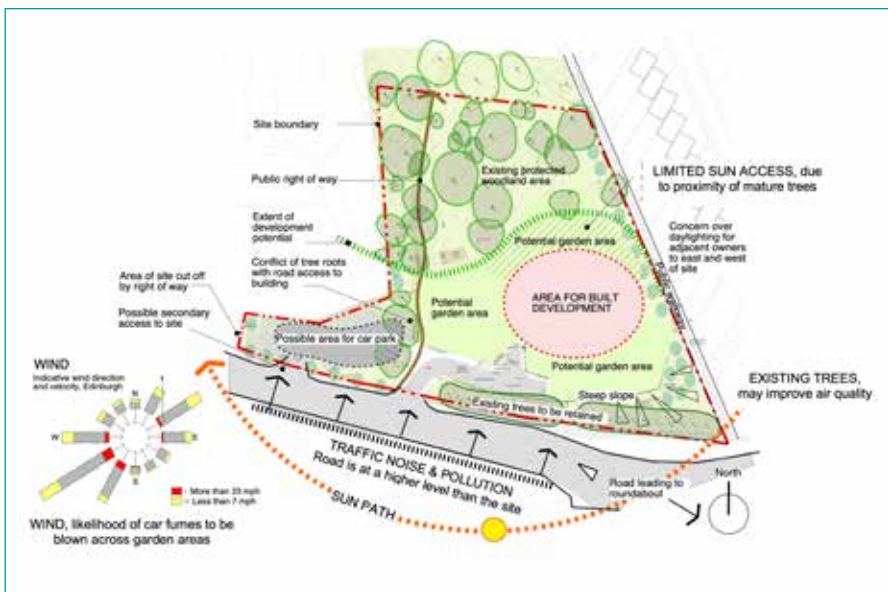 Site boundary
Public right of way
Extent of
development
potential
Conflict of tree roots
with road access to
building
Area of site cut off
by right of way
Possible secondary
access to site
Existing protected
woodland area
LIMITED SUN ACCESS, due
to proximity of mature trees
Concern over
daylighting for
adjacent owners
to east and west
of site
Potential garden area
AREA FOR BUILT
DEVELOPMENT
Potential
garden area
Possible area for car park
Potential garden area
Steep slope
Existing trees to be retained
EXISTING TREES,
may improve air quality
WIND
Indicative wind direction
and velocity, Edinburgh
N
W
E
S
- More than 23 mph
- Less than 7 mph
WIND, likelihood of car fumes to be
blown across garden areas
TRAFFIC NOISE & POLLUTION
Road is at a higher level than the site
SUN PATH
Road leading to
roundabout
North